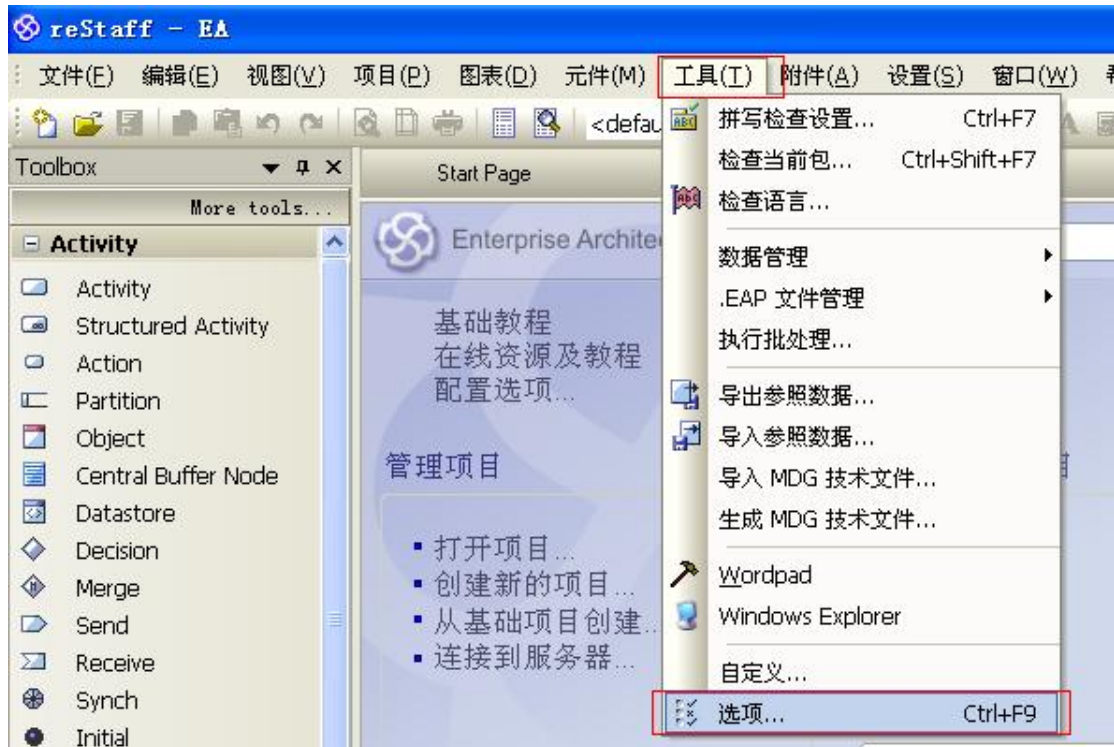 reStaff - EA
文件(F) 编辑(E) 视图(V) 项目(P) 图表(D) 元件(M) 工具(T) 附件(A) 设置(S) 窗口(W)
<defau
Toolbox
More tools...
Activity
Activity
Structured Activity
Action
Partition
Object
Central Buffer Node
Datastore
Decision
Merge
Send
Receive
Synch
Initial
Start Page
Enterprise Archite
基础教程
在线资源及教程
配置选项...
管理项目
打开项目...
创建新的项目...
从基础项目创建...
连接到服务器...
拼写检查设置... Ctrl+F7
检查当前包... Ctrl+Shift+F7
检查语言...
数据管理
.EAP 文件管理
执行批处理...
导出参照数据...
导入参照数据...
导入 MDG 技术文件...
生成 MDG 技术文件...
Wordpad
Windows Explorer
自定义...
选项... Ctrl+F9